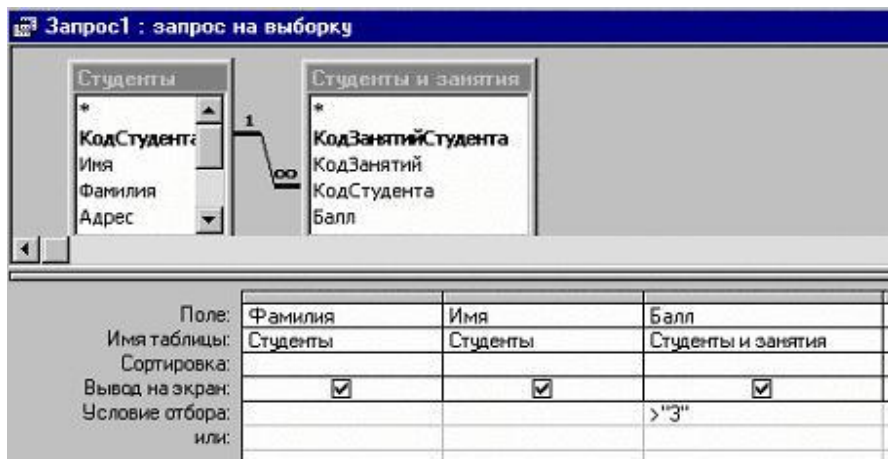 Запрос1 : запрос на выборку
Студенты
*
КодСтудента
Имя
Фамилия
Адрес
1
∞
Студенты и занятия
*
КодЗанятийСтудента
КодЗанятий
КодСтудента
Балл
Поле: Фамилия Имя Балл
Имя таблицы: Студенты Студенты Студенты и занятия
Сортировка:
Вывод на экран:
Условие отбора: >"3"
или: